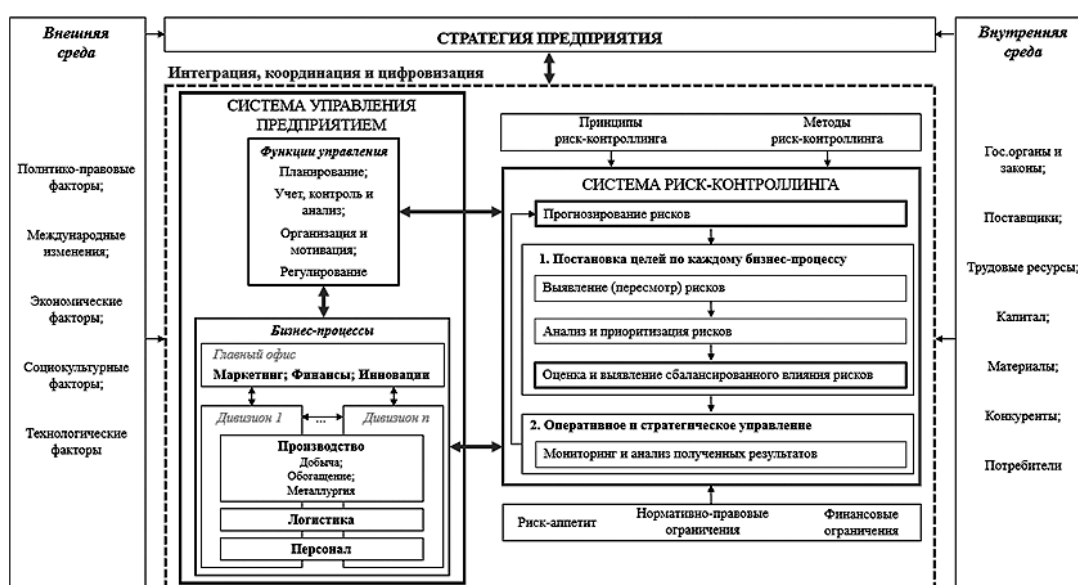 Внешняя
среда
Политико-правовые
факторы;
Международные
изменения;
Экономические
факторы;
Социокультурные
факторы;
Технологические
факторы
СТРАТЕГИЯ ПРЕДПРИЯТИЯ
Интеграция, координация и цифровизация
СИСТЕМА УПРАВЛЕНИЯ
ПРЕДПРИЯТИЕМ
Функции управления
Планирование;
Учет, контроль и
анализ;
Организация и
мотивация;
Регулирование
Бизнес-процессы
Главный офис
Маркетинг; Финансы; Инновации
Дивизион 1 ... Дивизион n
Производство
Добыча;
Обогащение;
Металлургия
Логистика
Персонал
Принципы
риск-контроллинга
Методы
риск-контроллинга
СИСТЕМА РИСК-КОНТРОЛЛИНГА
Прогнозирование рисков
1. Постановка целей по каждому бизнес-процессу
Выявление (пересмотр) рисков
Анализ и приоритизация рисков
Оценка и выявление сбалансированного влияния рисков
2. Оперативное и стратегическое управление
Мониторинг и анализ полученных результатов
Риск-аппетит
Нормативно-правовые
ограничения
Финансовые
ограничения
Внутренняя
среда
Гос.органы и
законы;
Поставщики;
Трудовые ресурсы;
Капитал;
Материалы;
Конкуренты;
Потребители